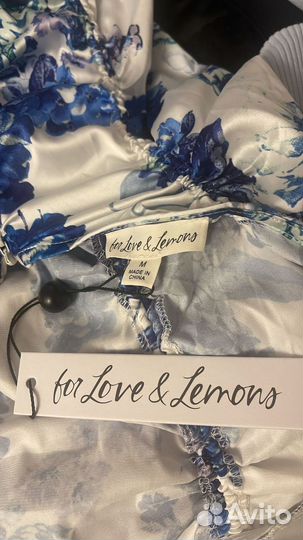 for Love & Lemons
M
MADE IN
CHINA
for Love & Lemons
Avito